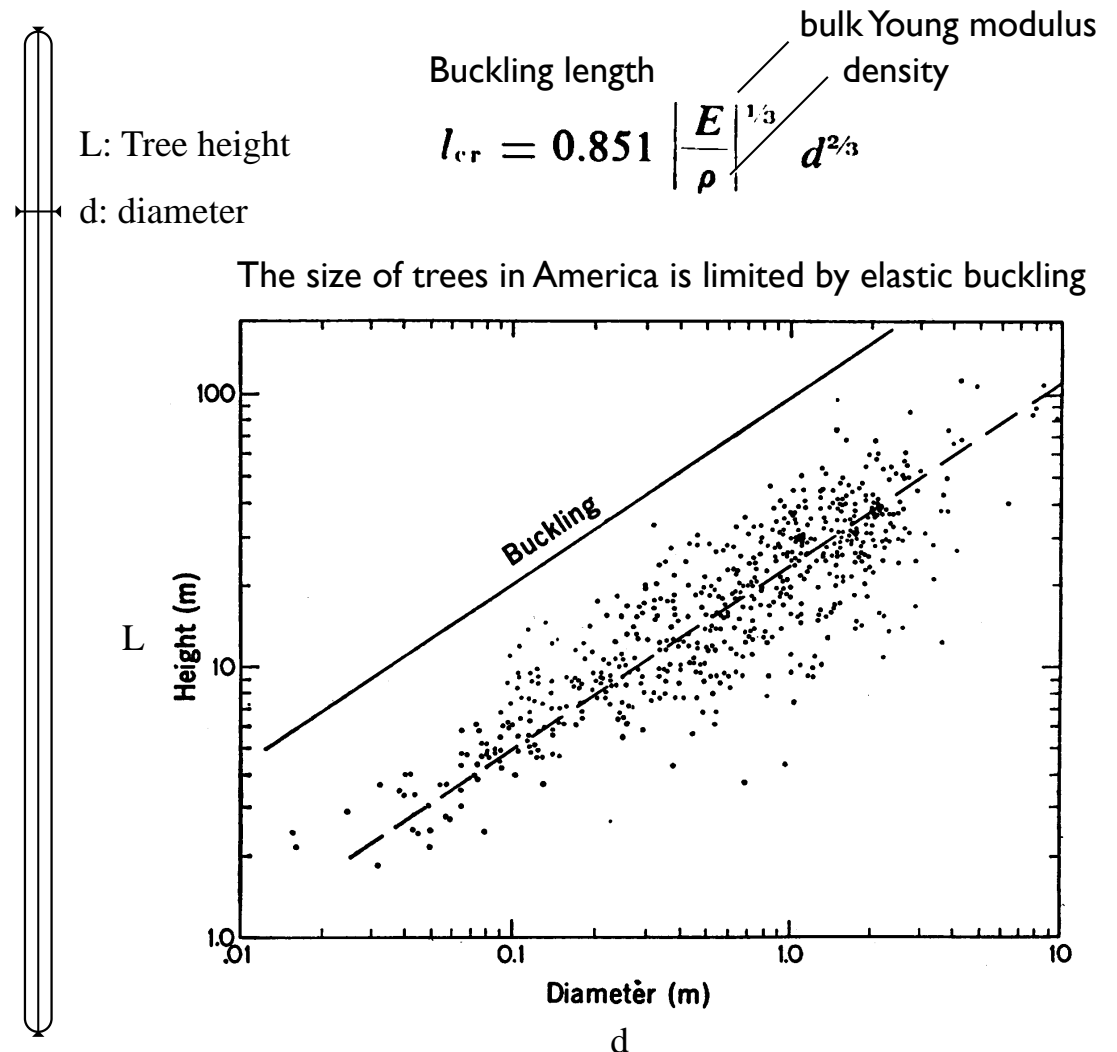 bulk Young modulus
Buckling length
density
l_cr = 0.851 |E/ρ|^1/3 d^2/3
L: Tree height
d: diameter
The size of trees in America is limited by elastic buckling
100
Buckling
L
Height (m)
10
1.0
.01
0.1
1.0
10
Diameter (m)
d